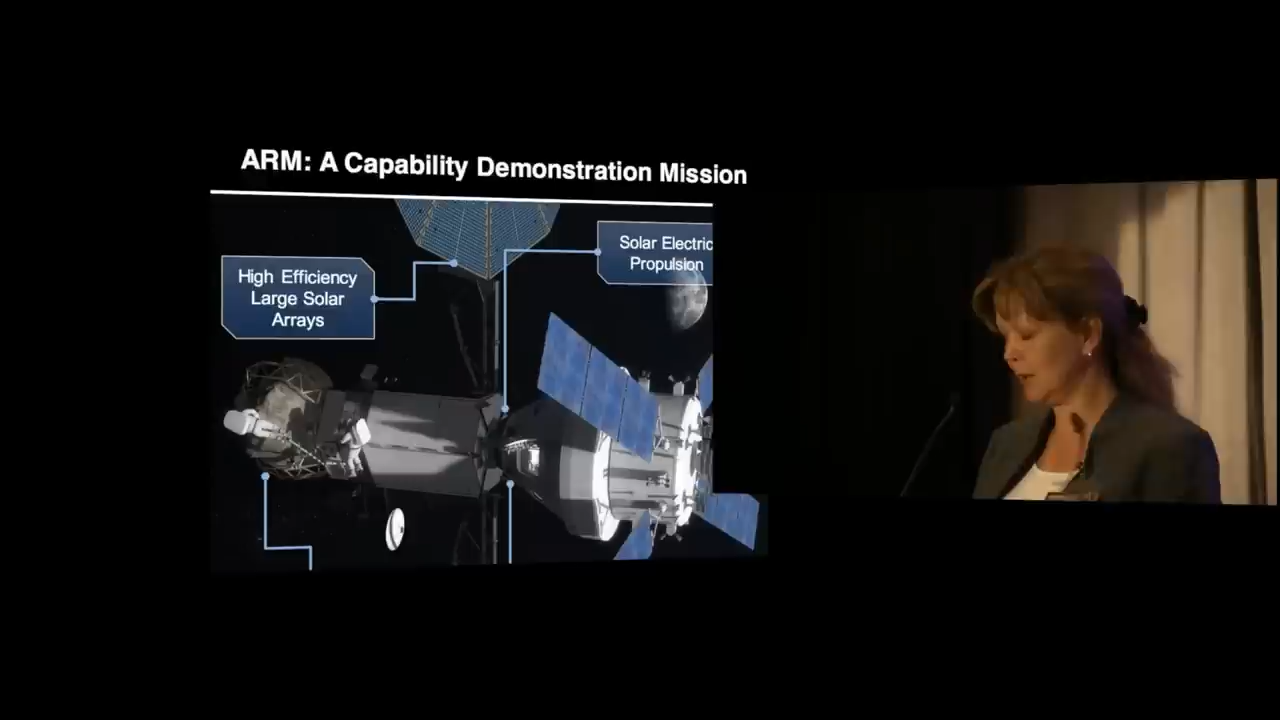 ARM: A Capability Demonstration Mission
High Efficiency
Large Solar
Arrays
Solar Electric
Propulsion